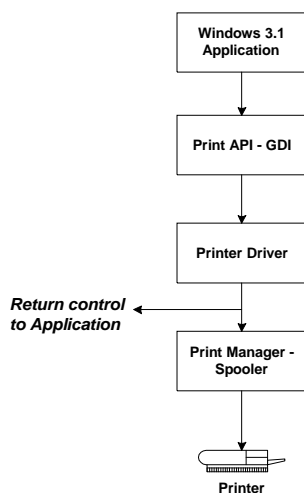 Windows 3.1
Application
Print API - GDI
Printer Driver
Return control
to Application
Print Manager -
Spooler
Printer